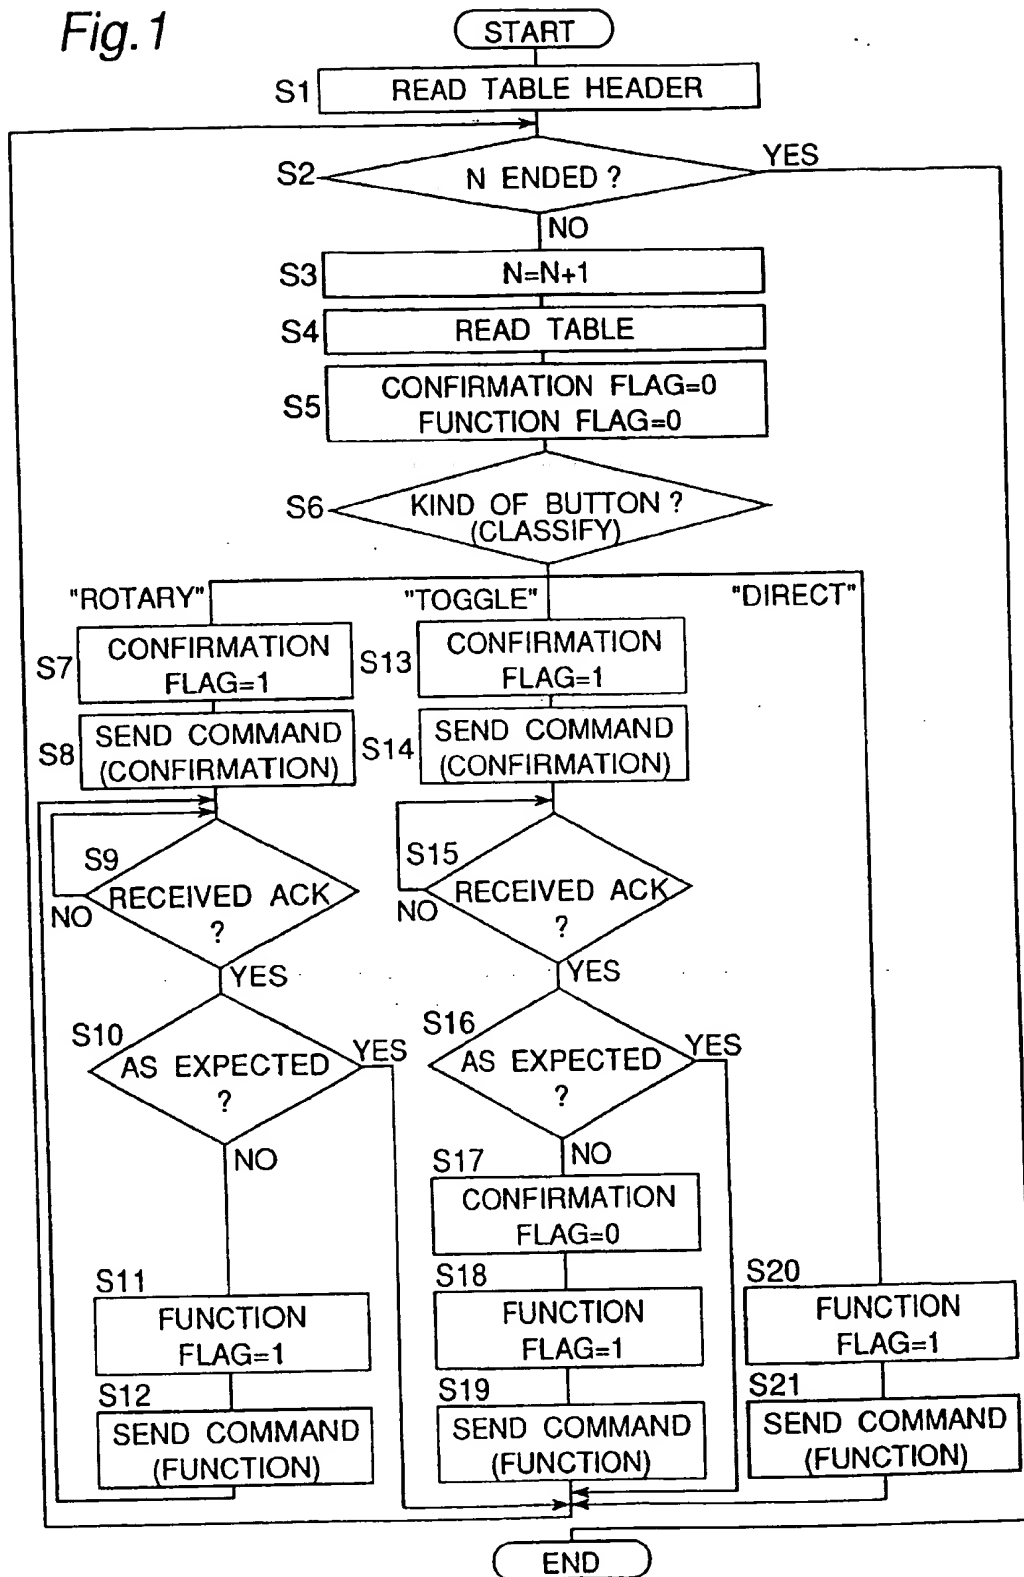 Fig.1
START
S1
READ TABLE HEADER
S2
N ENDED?
YES
NO
S3
N=N+1
S4
READ TABLE
S5
CONFIRMATION FLAG=0
FUNCTION FLAG=0
S6
KIND OF BUTTON?
(CLASSIFY)
"ROTARY"
"TOGGLE"
"DIRECT"
S7
CONFIRMATION
FLAG=1
S13
CONFIRMATION
FLAG=1
S8
SEND COMMAND
(CONFIRMATION)
S14
SEND COMMAND
(CONFIRMATION)
S9
RECEIVED ACK
?
NO
YES
S15
RECEIVED ACK
?
NO
YES
S10
AS EXPECTED
?
YES
NO
S16
AS EXPECTED
?
YES
NO
S17
CONFIRMATION
FLAG=0
S11
FUNCTION
FLAG=1
S18
FUNCTION
FLAG=1
S20
FUNCTION
FLAG=1
S12
SEND COMMAND
(FUNCTION)
S19
SEND COMMAND
(FUNCTION)
S21
SEND COMMAND
(FUNCTION)
END